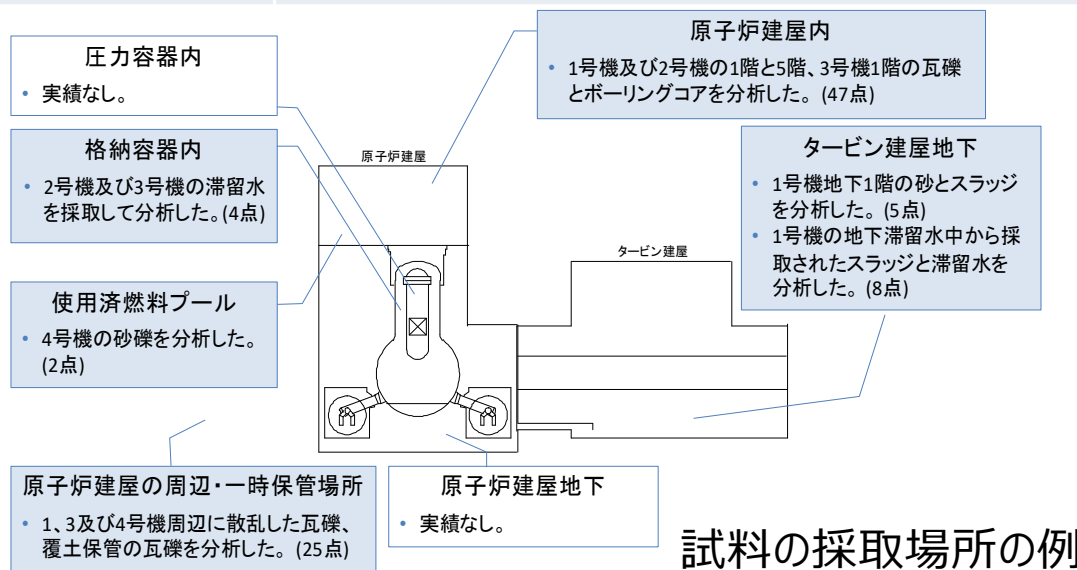 圧力容器内
• 実績なし。
格納容器内
• 2号機及び3号機の滞留水
を採取して分析した。(4点)
使用済燃料プール
• 4号機の砂礫を分析した。
(2点)
原子炉建屋の周辺・一時保管場所
• 1、3及び4号機周辺に散乱した瓦礫、
覆土保管の瓦礫を分析した。 (25点)
原子炉建屋内
• 1号機及び2号機の1階と5階、3号機1階の瓦礫
とボーリングコアを分析した。 (47点)
原子炉建屋
タービン建屋
タービン建屋地下
• 1号機地下1階の砂とスラッジ
を分析した。 (5点)
• 1号機の地下滞留水中から採
取されたスラッジと滞留水を
分析した。 (8点)
原子炉建屋地下
• 実績なし。
試料の採取場所の例